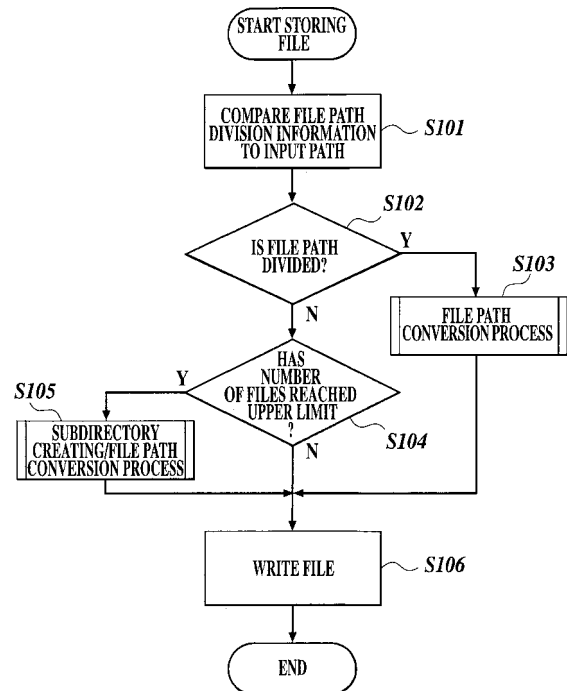 START STORING
FILE
COMPARE FILE PATH
DIVISION INFORMATION
TO INPUT PATH
S101
S102
IS FILE PATH
DIVIDED?
Y
N
S103
FILE PATH
CONVERSION PROCESS
HAS
NUMBER
OF FILES REACHED
UPPER LIMIT
?
Y
N
S104
S105
SUBDIRECTORY
CREATING/FILE PATH
CONVERSION PROCESS
WRITE FILE
S106
END